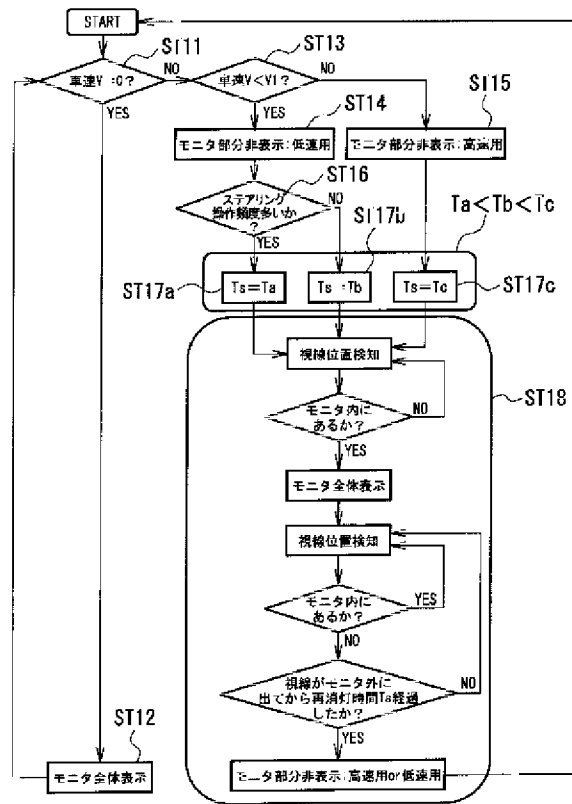 START
ST11
車速V=0?
NO
YES
ST13
車速V<V1?
NO
YES
ST14
モニタ部分非表示:低速用
ST15
モニタ部分非表示:高速用
ST16
ステアリング
操作頻度多いか
?
NO
YES
Ta<Tb<Tc
ST17a
Ts=Ta
ST17b
Ts=Tb
ST17c
Ts=Tc
ST18
視線位置検知
モニタ内に
あるか?
NO
YES
モニタ全体表示
視線位置検知
モニタ内に
あるか?
YES
NO
視線がモニタ外に
出てから再消灯時間Ta経過
したか?
NO
YES
ST12
モニタ全体表示
モニタ部分非表示:高速用or低速用